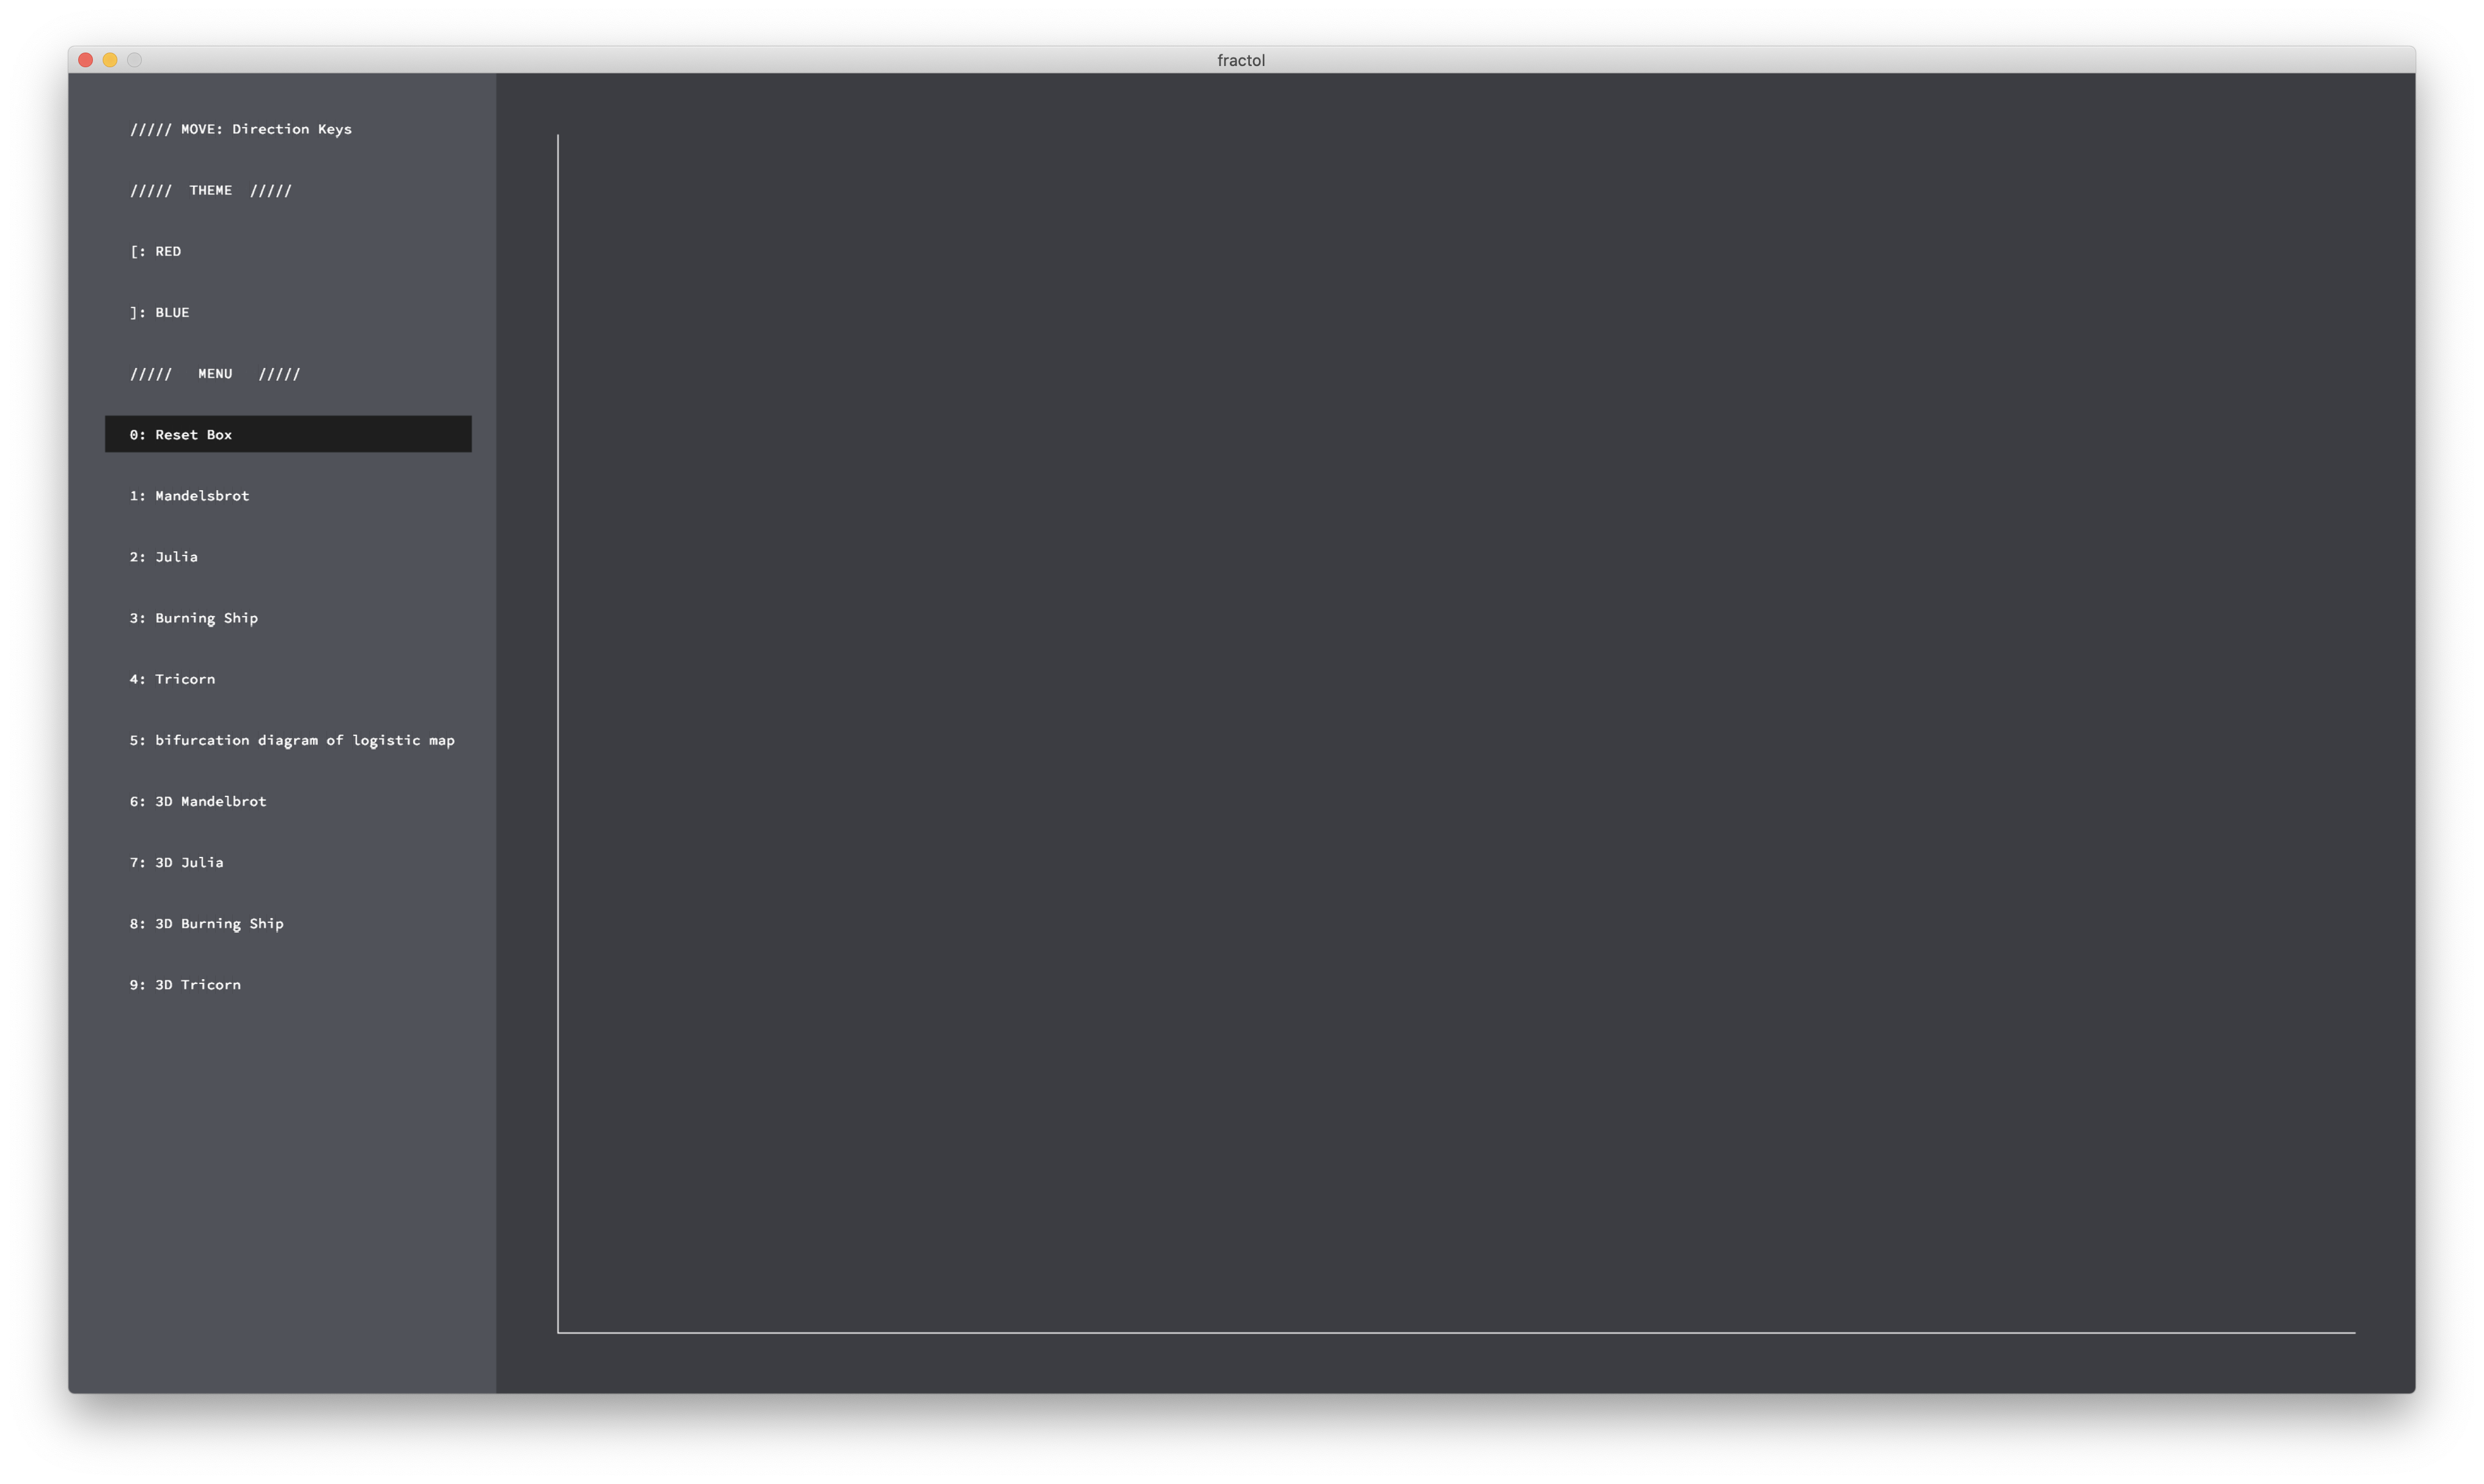 fractol
///// MOVE: Direction Keys
/////  THEME  /////
[: RED
]: BLUE
/////   MENU   /////
0: Reset Box
1: Mandelsbrot
2: Julia
3: Burning Ship
4: Tricorn
5: bifurcation diagram of logistic map
6: 3D Mandelbrot
7: 3D Julia
8: 3D Burning Ship
9: 3D Tricorn